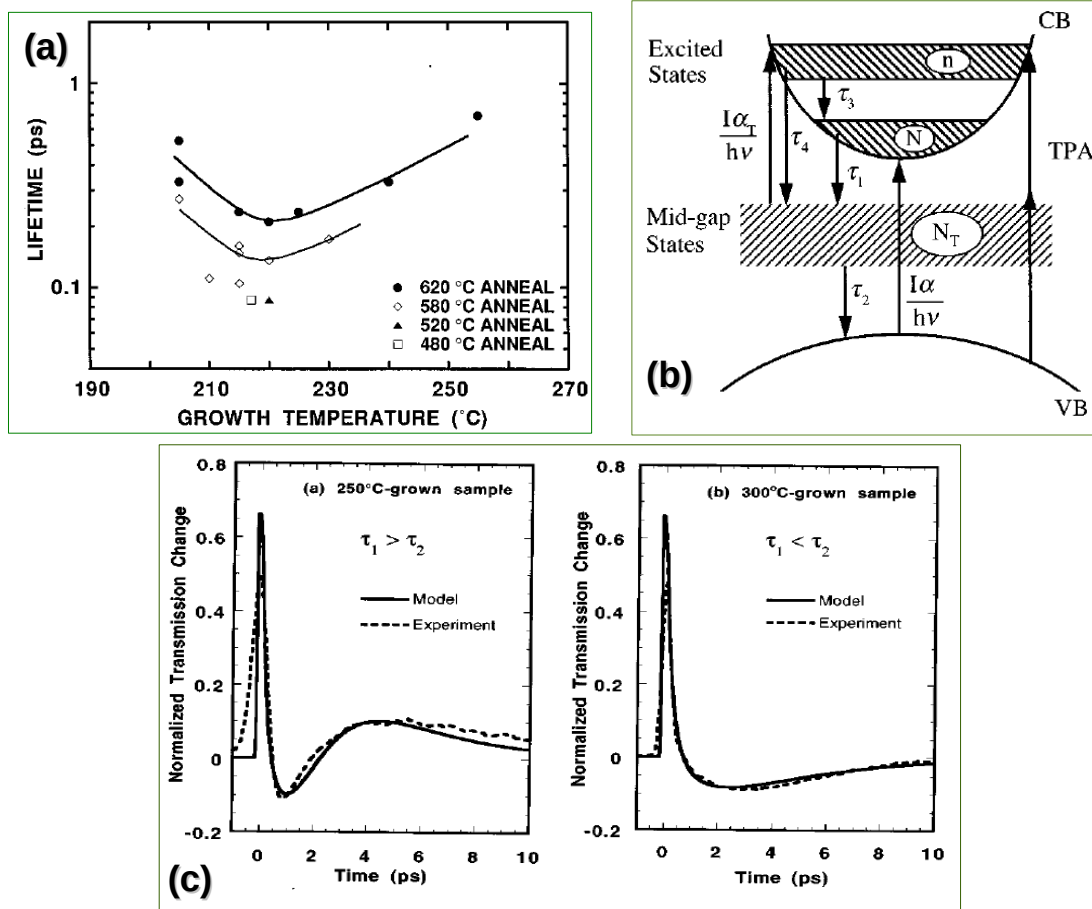 (a)
1
0.1
LIFETIME (ps)
● 620 °C ANNEAL
◇ 580 °C ANNEAL
▲ 520 °C ANNEAL
□ 480 °C ANNEAL
190 210 230 250 270
GROWTH TEMPERATURE (°C)
CB
Excited
States
n
τ3
IαT
hν
τ4
N
τ1
TPA
Mid-gap
States
NT
τ2
Iα
hν
(b)
VB
Normalized Transmission Change
0.8
0.6
0.4
0.2
0
-0.2
(a) 250°C-grown sample
τ1 > τ2
Model
Experiment
0 2 4 6 8 10
Time (ps)
Normalized Transmission Change
0.8
0.6
0.4
0.2
0
-0.2
(b) 300°C-grown sample
τ1 < τ2
Model
Experiment
0 2 4 6 8 10
Time (ps)
(c)